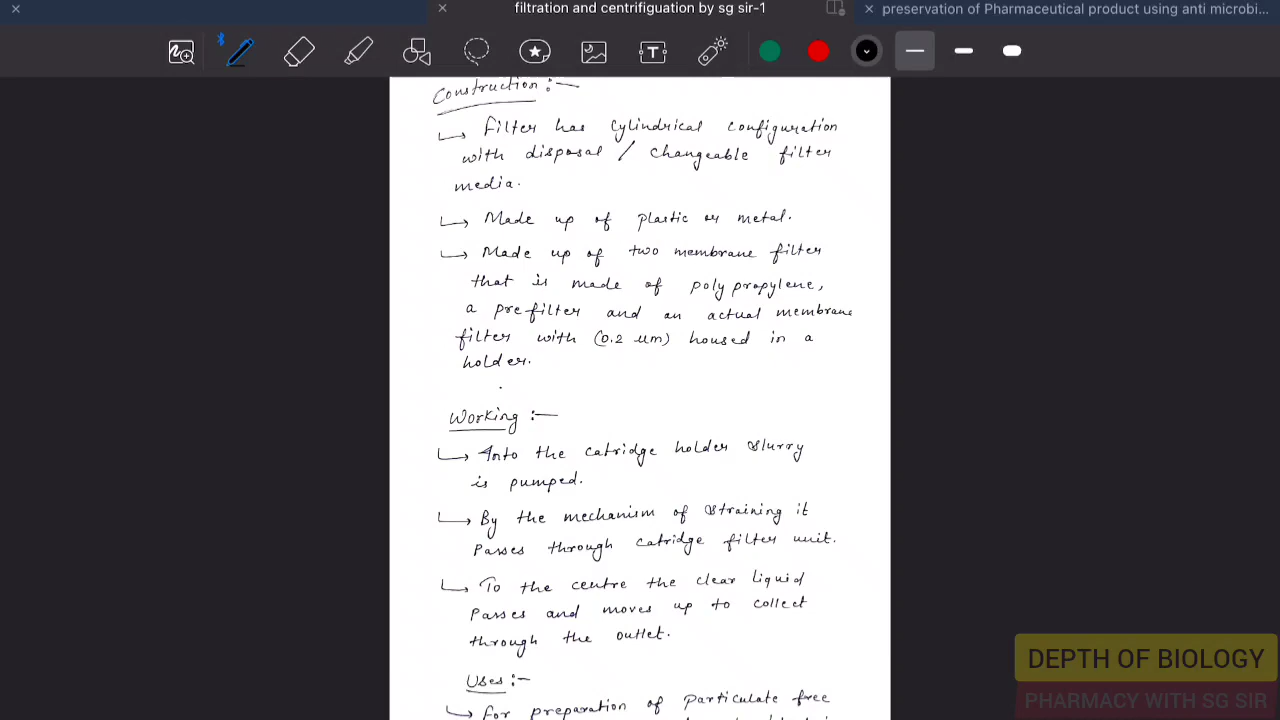 filtration and centrifiguation by sg sir-1
preservation of Pharmaceutical product using anti microbi...
Construction :-
Filter has cylindrical configuration
with disposal / changeable filter
media.
Made up of plastic or metal.
Made up of two membrane filter
that is made of poly propylene,
a prefilter and an actual membrane
filter with (0.2 um) housed in a
holder.
Working :-
Into the catridge holder slurry
is pumped.
By the mechanism of straining it
Passes through catridge filter unit.
To the centre the clear liquid
Passes and moves up to collect
through the outlet.
Uses :-
for preparation of particulate free
DEPTH OF BIOLOGY
PHARMACY WITH SG SIR